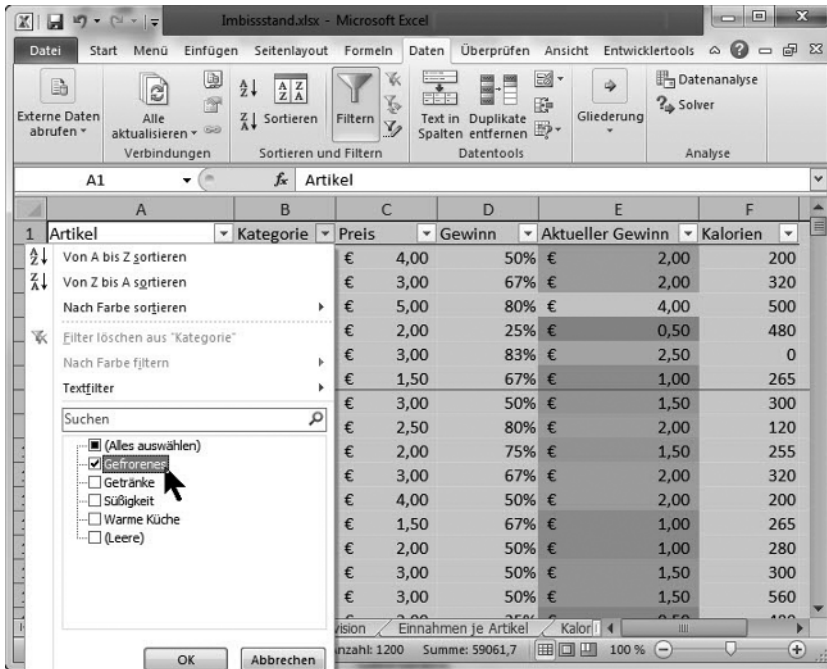 Imbissstand.xlsx - Microsoft Excel
Datei Start Menü Einfügen Seitenlayout Formeln Daten Überprüfen Ansicht Entwicklertools
Externe Daten abrufen
Alle aktualisieren
Verbindungen
Sortieren
Filtern
Sortieren und Filtern
Text in Spalten
Duplikate entfernen
Datentools
Gliederung
Datenanalyse
Solver
Analyse
A1 fx Artikel
A B C D E F
1 Artikel Kategorie Preis Gewinn Aktueller Gewinn Kalorien
€ 4,00 50% € 2,00 200
€ 3,00 67% € 2,00 320
€ 5,00 80% € 4,00 500
€ 2,00 25% € 0,50 480
€ 3,00 83% € 2,50 0
€ 1,50 67% € 1,00 265
€ 3,00 50% € 1,50 300
€ 2,50 80% € 2,00 120
€ 2,00 75% € 1,50 255
€ 3,00 67% € 2,00 320
€ 4,00 50% € 2,00 200
€ 1,50 67% € 1,00 265
€ 2,00 50% € 1,00 280
€ 3,00 50% € 1,50 300
€ 3,00 50% € 1,50 560
Von A bis Z sortieren
Von Z bis A sortieren
Nach Farbe sortieren
Filter löschen aus "Kategorie"
Nach Farbe filtern
Textfilter
Suchen
(Alles auswählen)
Gefrorenes
Getränke
Süßigkeit
Warme Küche
(Leere)
OK Abbrechen
Einnahmen je Artikel
Summe: 59061,7 100 %